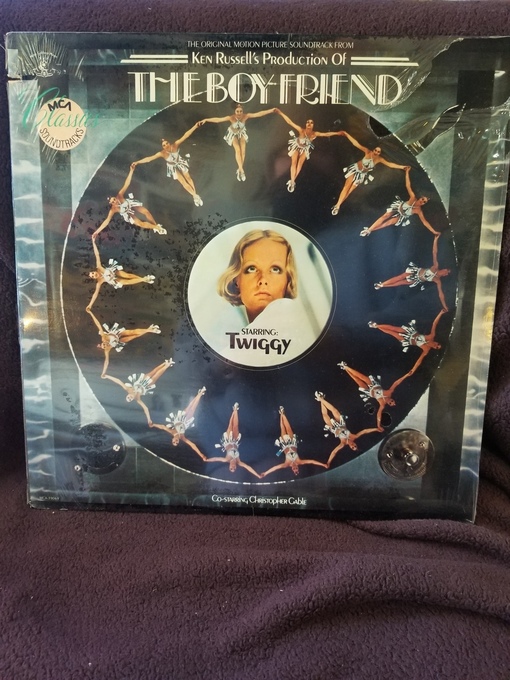 THE ORIGINAL MOTION PICTURE SOUNDTRACK FROM
KEN RUSSELL'S PRODUCTION OF
THE BOY FRIEND
MCA
Classics
SOUNDTRACKS
STARRING:
TWIGGY
CO-STARRING CHRISTOPHER GABLE